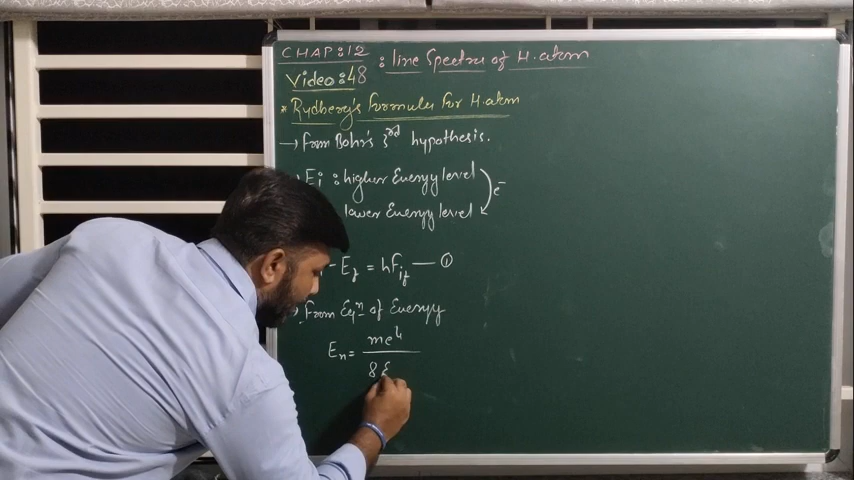 CHAP:12 : line Spectra of H.atom
Video:48
* Rydberg's Formula for H.atom
→ From Bohr's 3rd hypothesis.
→ Ei : higher Energy level
lower Energy level e⁻
- Ef = hFif — ①
From Eqn of Energy
En = me⁴
8ε